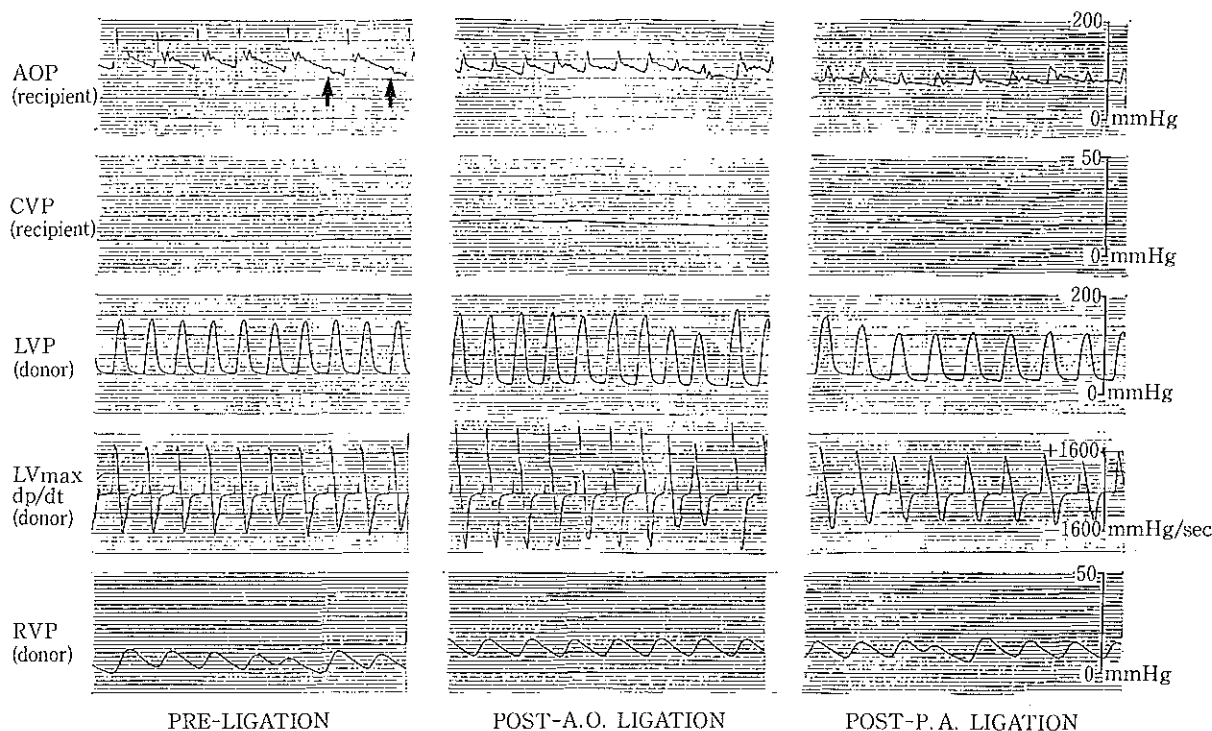 AOP
(recipient)
200
0 mmHg
CVP
(recipient)
50
0 mmHg
LVP
(donor)
200
0 mmHg
LVmax
dp/dt
(donor)
+1600
1600 mmHg/sec
RVP
(donor)
50
0 mmHg
PRE-LIGATION
POST-A.O. LIGATION
POST-P.A. LIGATION